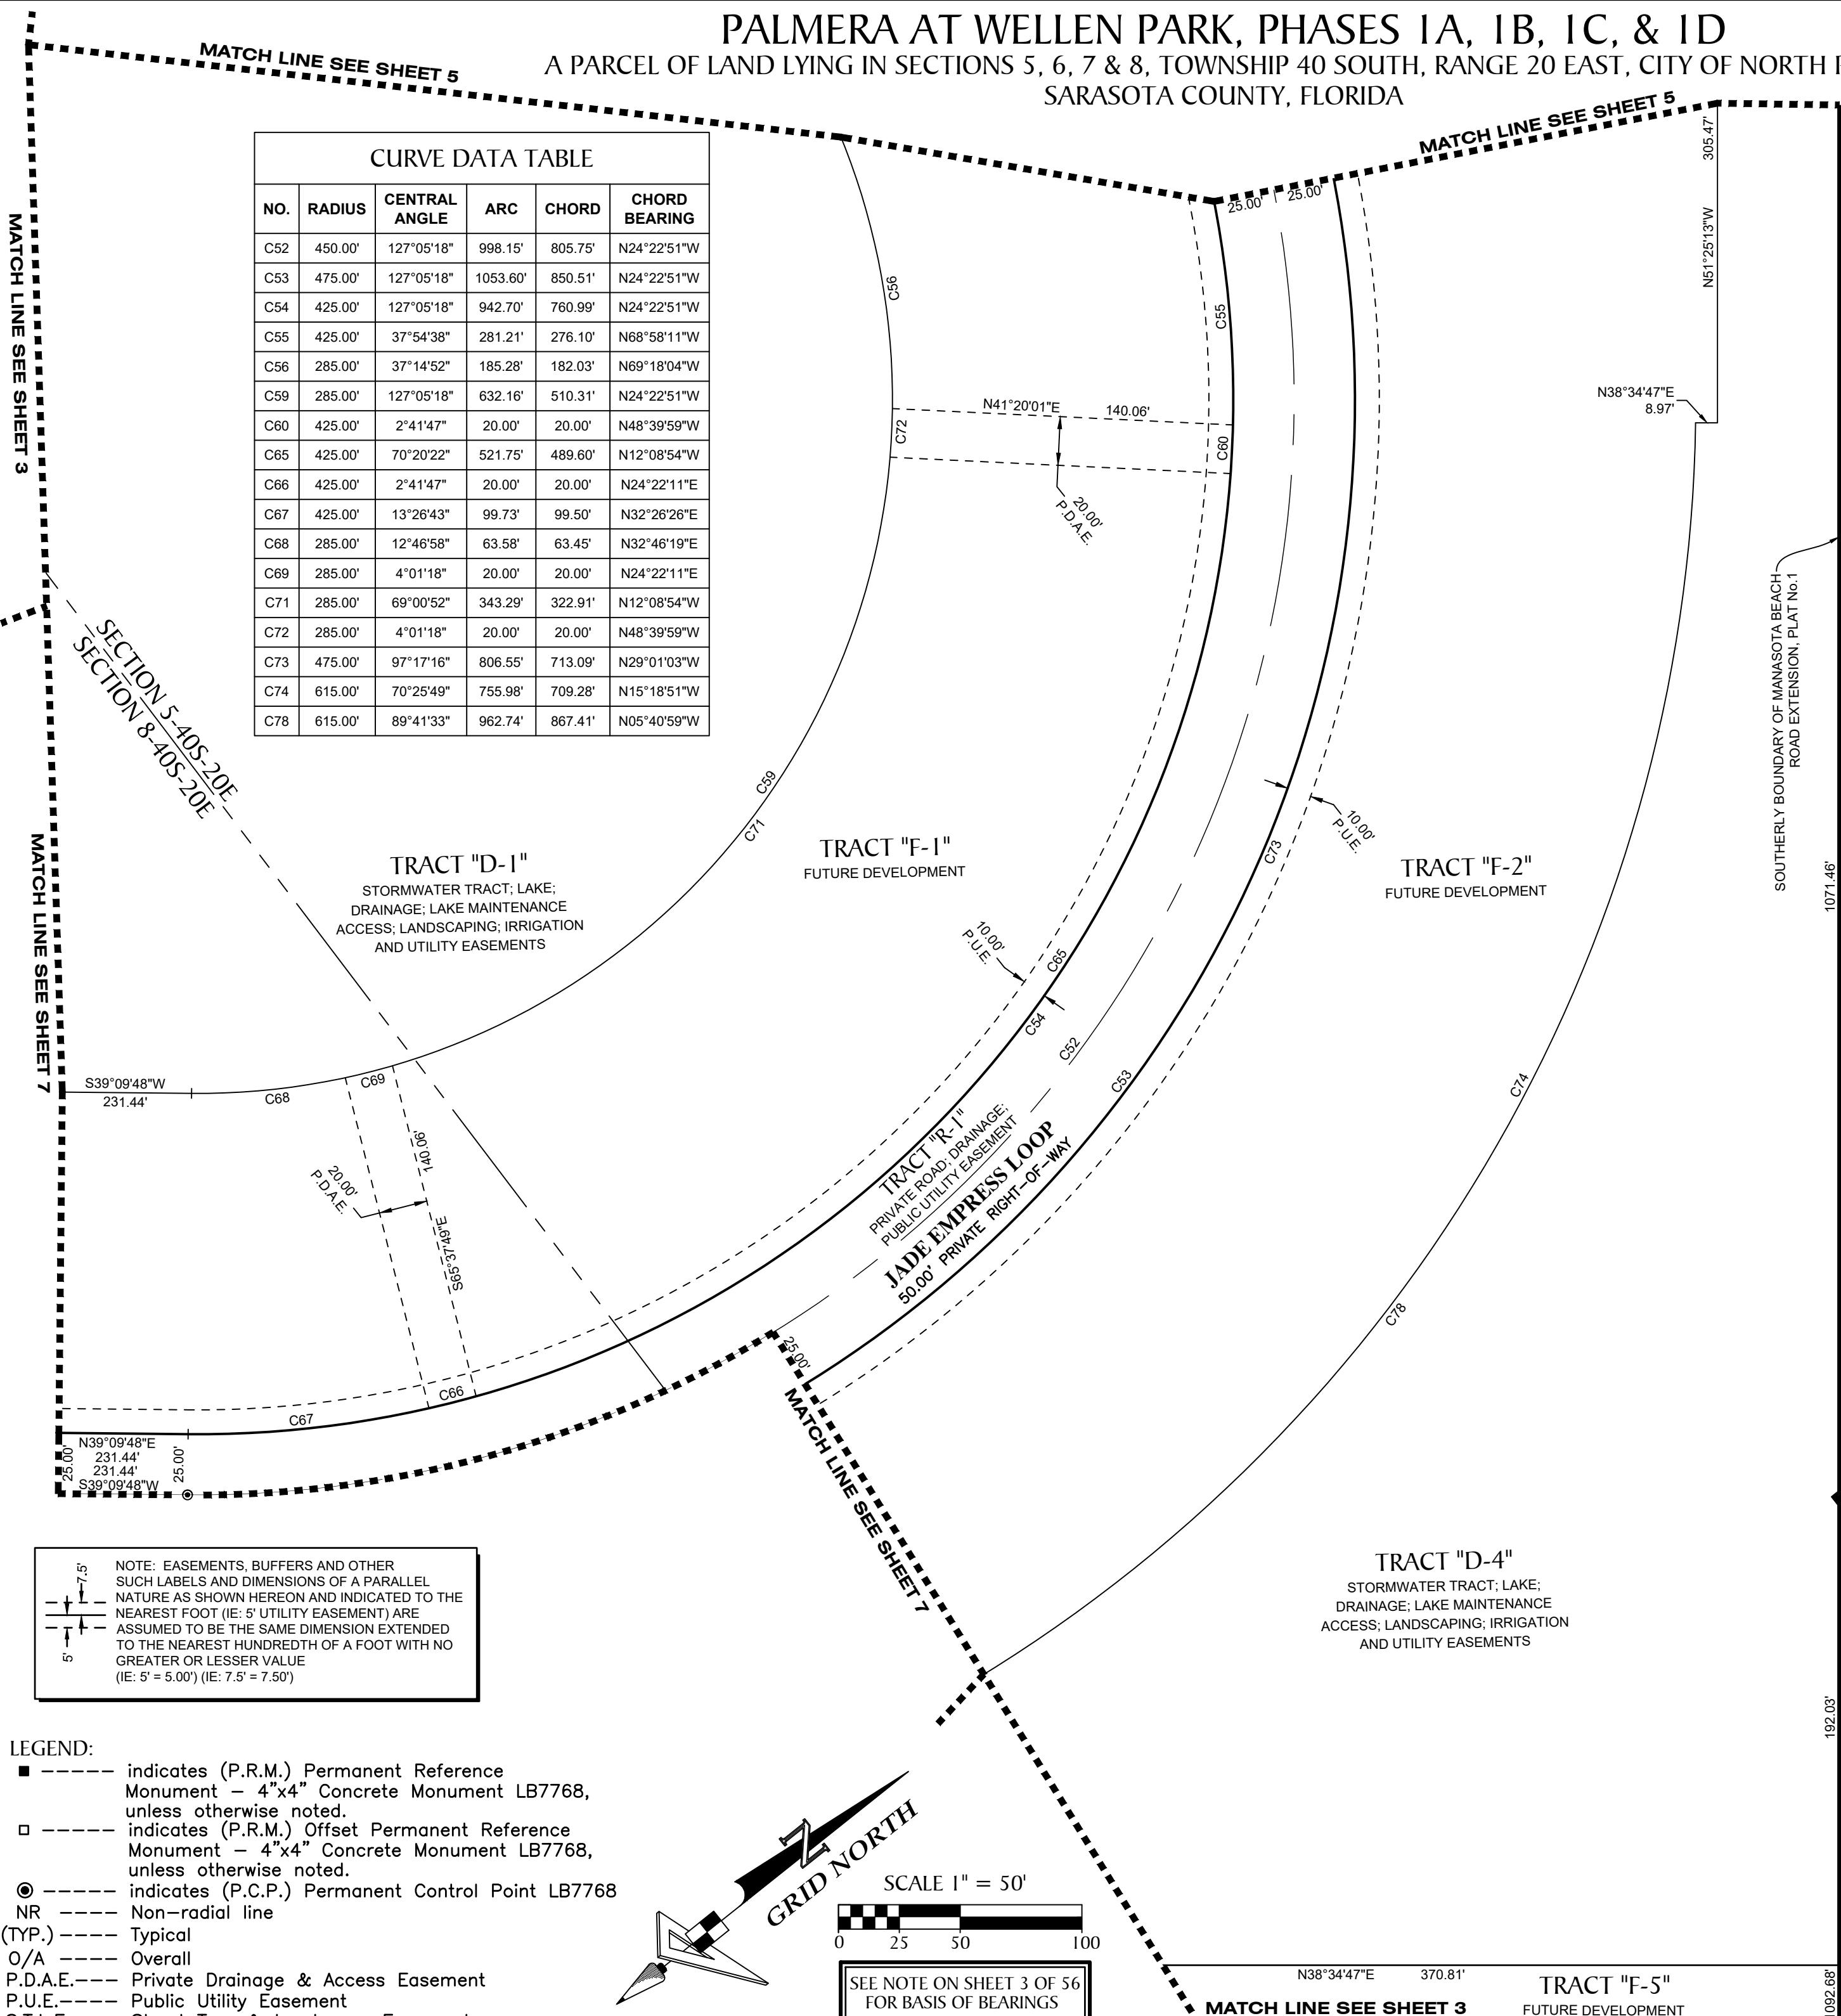 PALMERA AT WELLEN PARK, PHASES 1A, 1B, 1C, & 1D
A PARCEL OF LAND LYING IN SECTIONS 5, 6, 7 & 8, TOWNSHIP 40 SOUTH, RANGE 20 EAST, CITY OF NORTH
SARASOTA COUNTY, FLORIDA
MATCH LINE SEE SHEET 5
MATCH LINE SEE SHEET 5
MATCH LINE SEE SHEET 3
MATCH LINE SEE SHEET 7
CURVE DATA TABLE
NO. RADIUS CENTRAL ANGLE ARC CHORD CHORD BEARING
C52 450.00' 127°05'18" 998.15' 805.75' N24°22'51"W
C53 475.00' 127°05'18" 1053.60' 850.51' N24°22'51"W
C54 425.00' 127°05'18" 942.70' 760.99' N24°22'51"W
C55 425.00' 37°54'38" 281.21' 276.10' N68°58'11"W
C56 285.00' 37°14'52" 185.28' 182.03' N69°18'04"W
C59 285.00' 127°05'18" 632.16' 510.31' N24°22'51"W
C60 425.00' 2°41'47" 20.00' 20.00' N48°39'59"W
C65 425.00' 70°20'22" 521.75' 489.60' N12°08'54"W
C66 425.00' 2°41'47" 20.00' 20.00' N24°22'11"E
C67 425.00' 13°26'43" 99.73' 99.50' N32°26'26"E
C68 285.00' 12°46'58" 63.58' 63.45' N32°46'19"E
C69 285.00' 4°01'18" 20.00' 20.00' N24°22'11"E
C71 285.00' 69°00'52" 343.29' 322.91' N12°08'54"W
C72 285.00' 4°01'18" 20.00' 20.00' N48°39'59"W
C73 475.00' 97°17'16" 806.55' 713.09' N29°01'03"W
C74 615.00' 70°25'49" 755.98' 709.28' N15°18'51"W
C78 615.00' 89°41'33" 962.74' 867.41' N05°40'59"W
25.00' 25.00'
305.47'
N51°25'13"W
C56
C55
N41°20'01"E 140.06'
C72
C60
20.00'
P.D.A.E.
N38°34'47"E
8.97'
SOUTHERLY BOUNDARY OF MANASOTA BEACH
ROAD EXTENSION, PLAT No.1
1071.46'
SECTION 5-40S-20E
SECTION 8-40S-20E
C59
C71
TRACT "D-1"
STORMWATER TRACT; LAKE;
DRAINAGE; LAKE MAINTENANCE
ACCESS; LANDSCAPING; IRRIGATION
AND UTILITY EASEMENTS
TRACT "F-1"
FUTURE DEVELOPMENT
C73
10.00'
P.U.E.
TRACT "F-2"
FUTURE DEVELOPMENT
10.00'
P.U.E.
C65
C54
C52
C53
C74
S39°09'48"W
231.44'
C68
C69
140.06'
S65°37'49"E
20.00'
P.D.A.E.
TRACT "R-1"
PRIVATE ROAD; DRAINAGE;
PUBLIC UTILITY EASEMENT
JADE EMPRESS LOOP
50.00' PRIVATE RIGHT-OF-WAY
C78
25.00'
C66
C67
N39°09'48"E
231.44'
231.44'
S39°09'48"W
25.00'
25.00'
MATCH LINE SEE SHEET 7
7.5'
5'
NOTE: EASEMENTS, BUFFERS AND OTHER
SUCH LABELS AND DIMENSIONS OF A PARALLEL
NATURE AS SHOWN HEREON AND INDICATED TO THE
NEAREST FOOT (IE: 5' UTILITY EASEMENT) ARE
ASSUMED TO BE THE SAME DIMENSION EXTENDED
TO THE NEAREST HUNDREDTH OF A FOOT WITH NO
GREATER OR LESSER VALUE
(IE: 5' = 5.00') (IE: 7.5' = 7.50')
TRACT "D-4"
STORMWATER TRACT; LAKE;
DRAINAGE; LAKE MAINTENANCE
ACCESS; LANDSCAPING; IRRIGATION
AND UTILITY EASEMENTS
192.03'
LEGEND:
indicates (P.R.M.) Permanent Reference
Monument - 4"x4" Concrete Monument LB7768,
unless otherwise noted.
indicates (P.R.M.) Offset Permanent Reference
Monument - 4"x4" Concrete Monument LB7768,
unless otherwise noted.
indicates (P.C.P.) Permanent Control Point LB7768
NR ---- Non-radial line
(TYP.) ---- Typical
O/A ---- Overall
P.D.A.E.--- Private Drainage & Access Easement
P.U.E.---- Public Utility Easement
N
GRID NORTH
SCALE 1" = 50'
0 25 50 100
SEE NOTE ON SHEET 3 OF 56
FOR BASIS OF BEARINGS
N38°34'47"E 370.81'
MATCH LINE SEE SHEET 3
TRACT "F-5"
FUTURE DEVELOPMENT
1092.68'